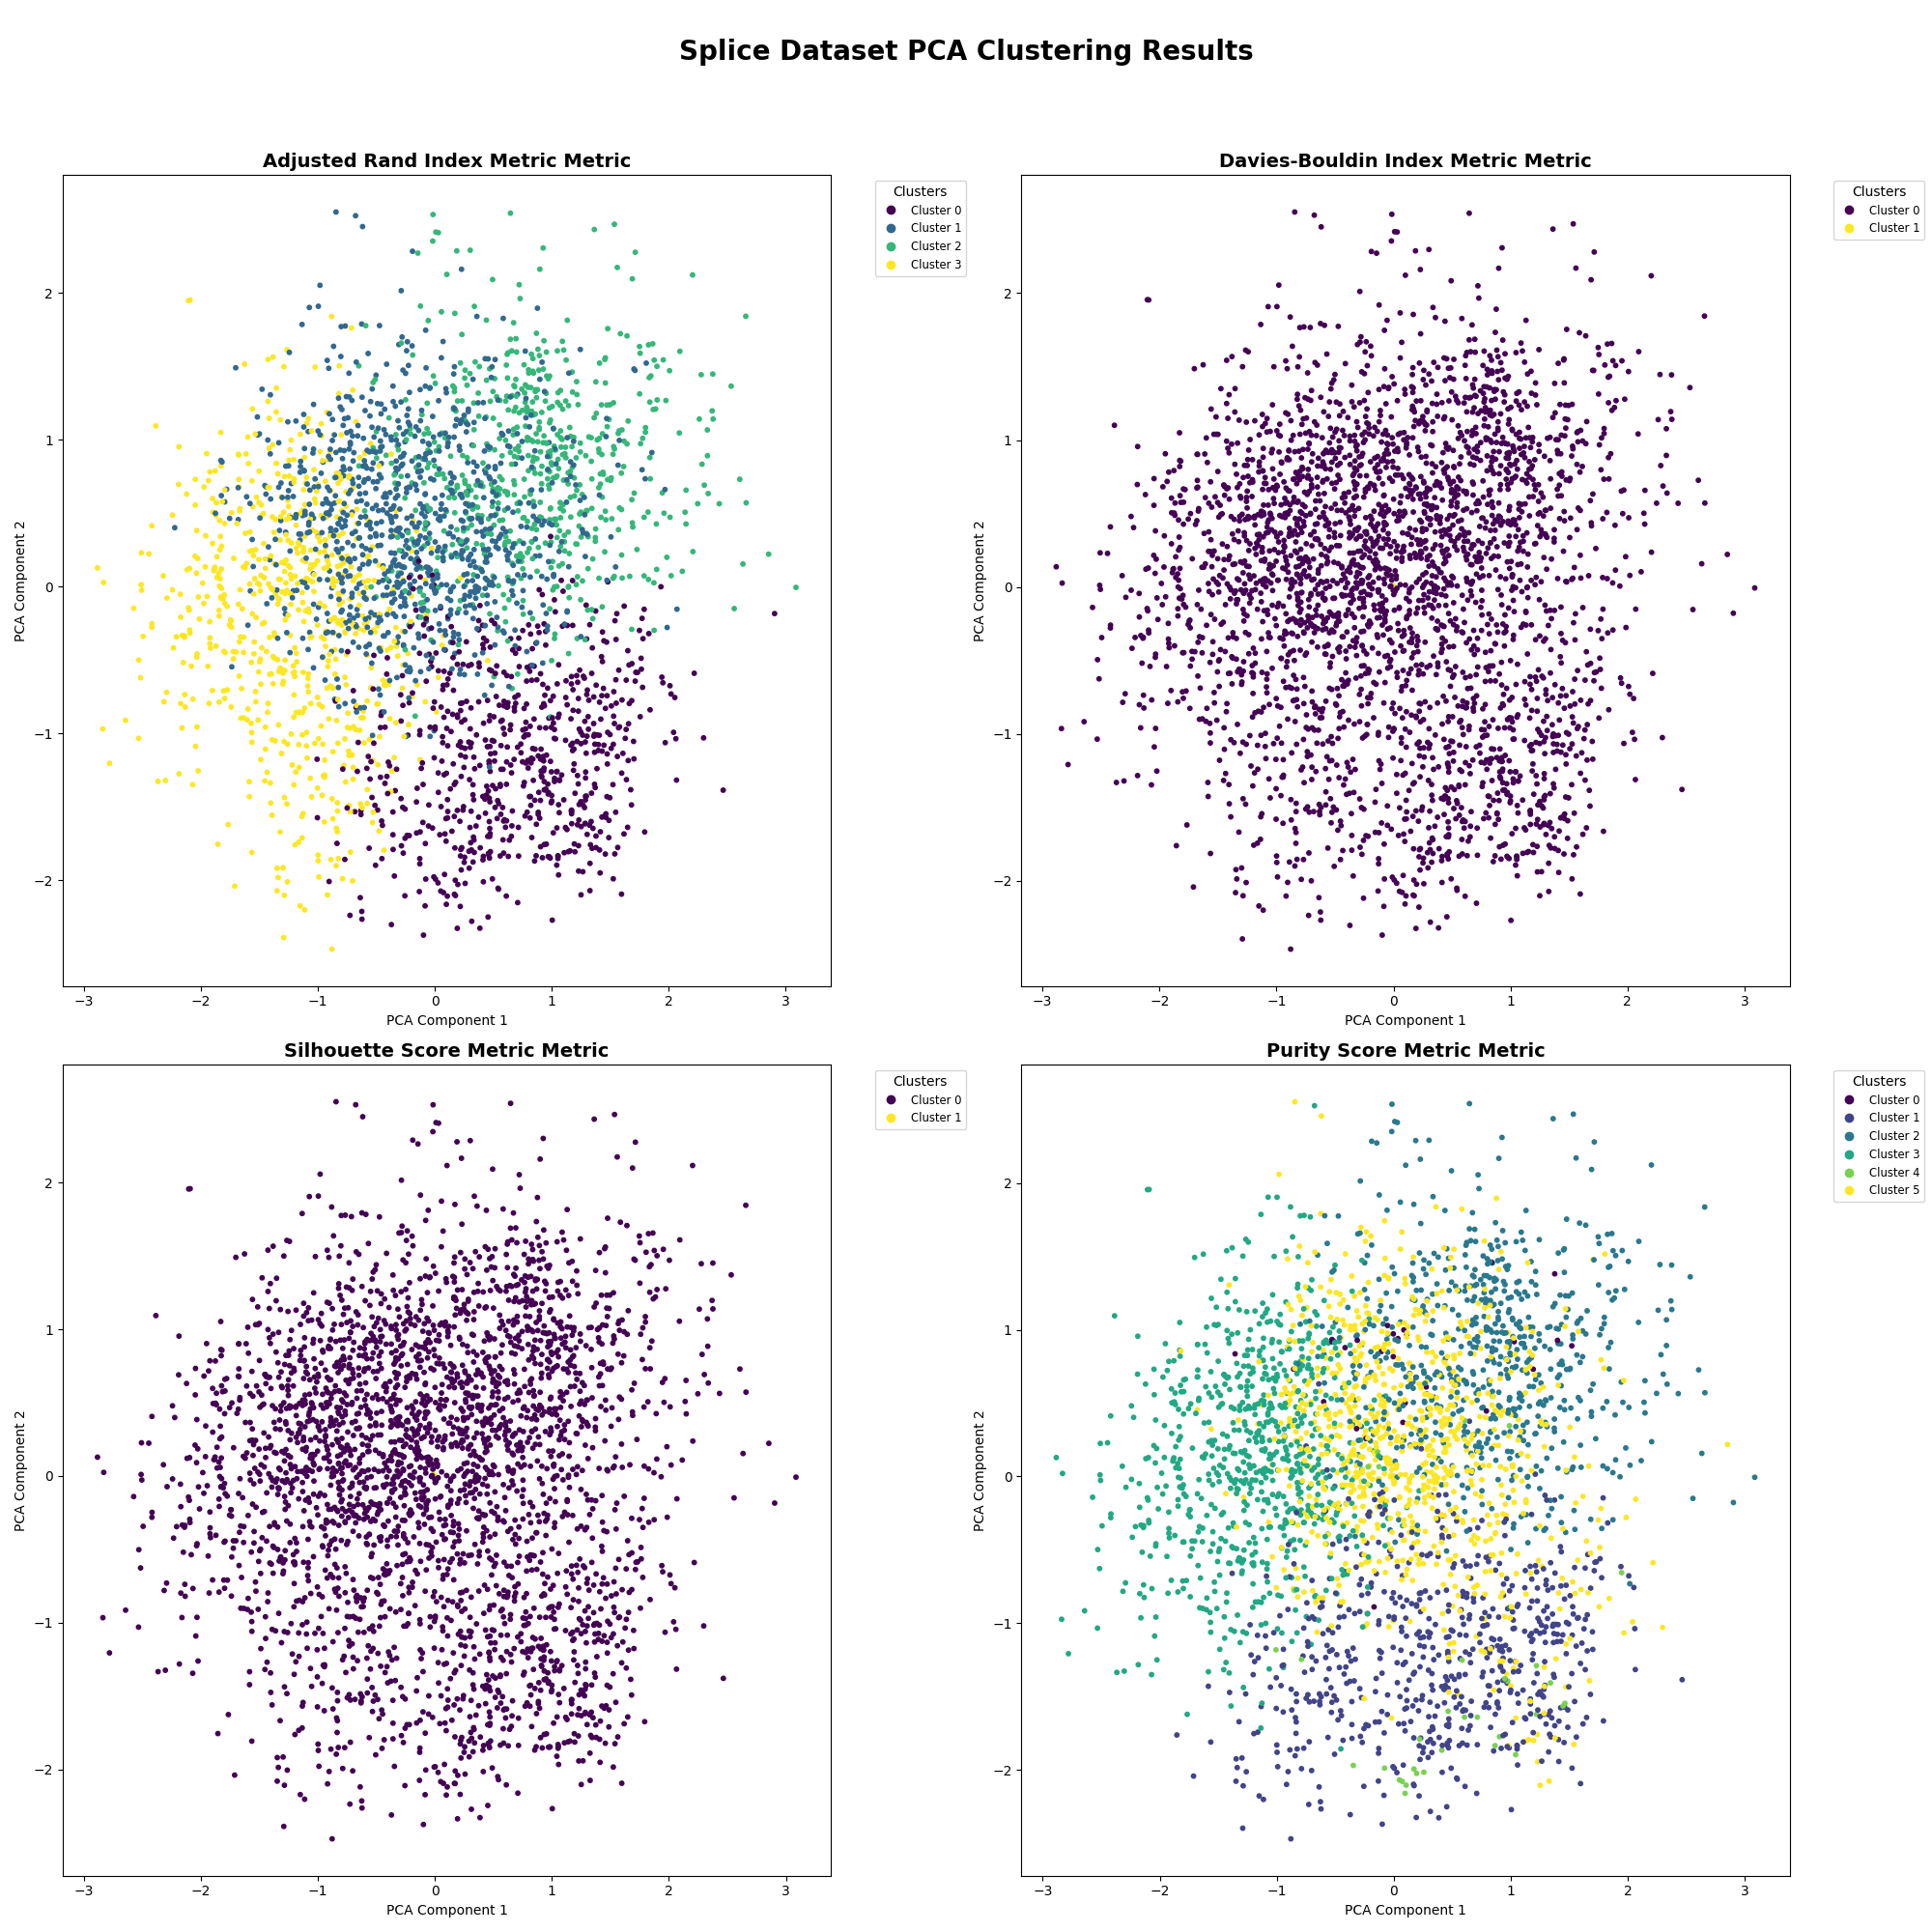 Splice Dataset PCA Clustering Results
Adjusted Rand Index Metric Metric
Clusters
Cluster 0
Cluster 1
Cluster 2
Cluster 3
PCA Component 2
2
1
0
−1
−2
−3 −2 −1 0 1 2 3
PCA Component 1
Davies-Bouldin Index Metric Metric
Clusters
Cluster 0
Cluster 1
PCA Component 2
2
1
0
−1
−2
−3 −2 −1 0 1 2 3
PCA Component 1
Silhouette Score Metric Metric
Clusters
Cluster 0
Cluster 1
PCA Component 2
2
1
0
−1
−2
−3 −2 −1 0 1 2 3
PCA Component 1
Purity Score Metric Metric
Clusters
Cluster 0
Cluster 1
Cluster 2
Cluster 3
Cluster 4
Cluster 5
PCA Component 2
2
1
0
−1
−2
−3 −2 −1 0 1 2 3
PCA Component 1